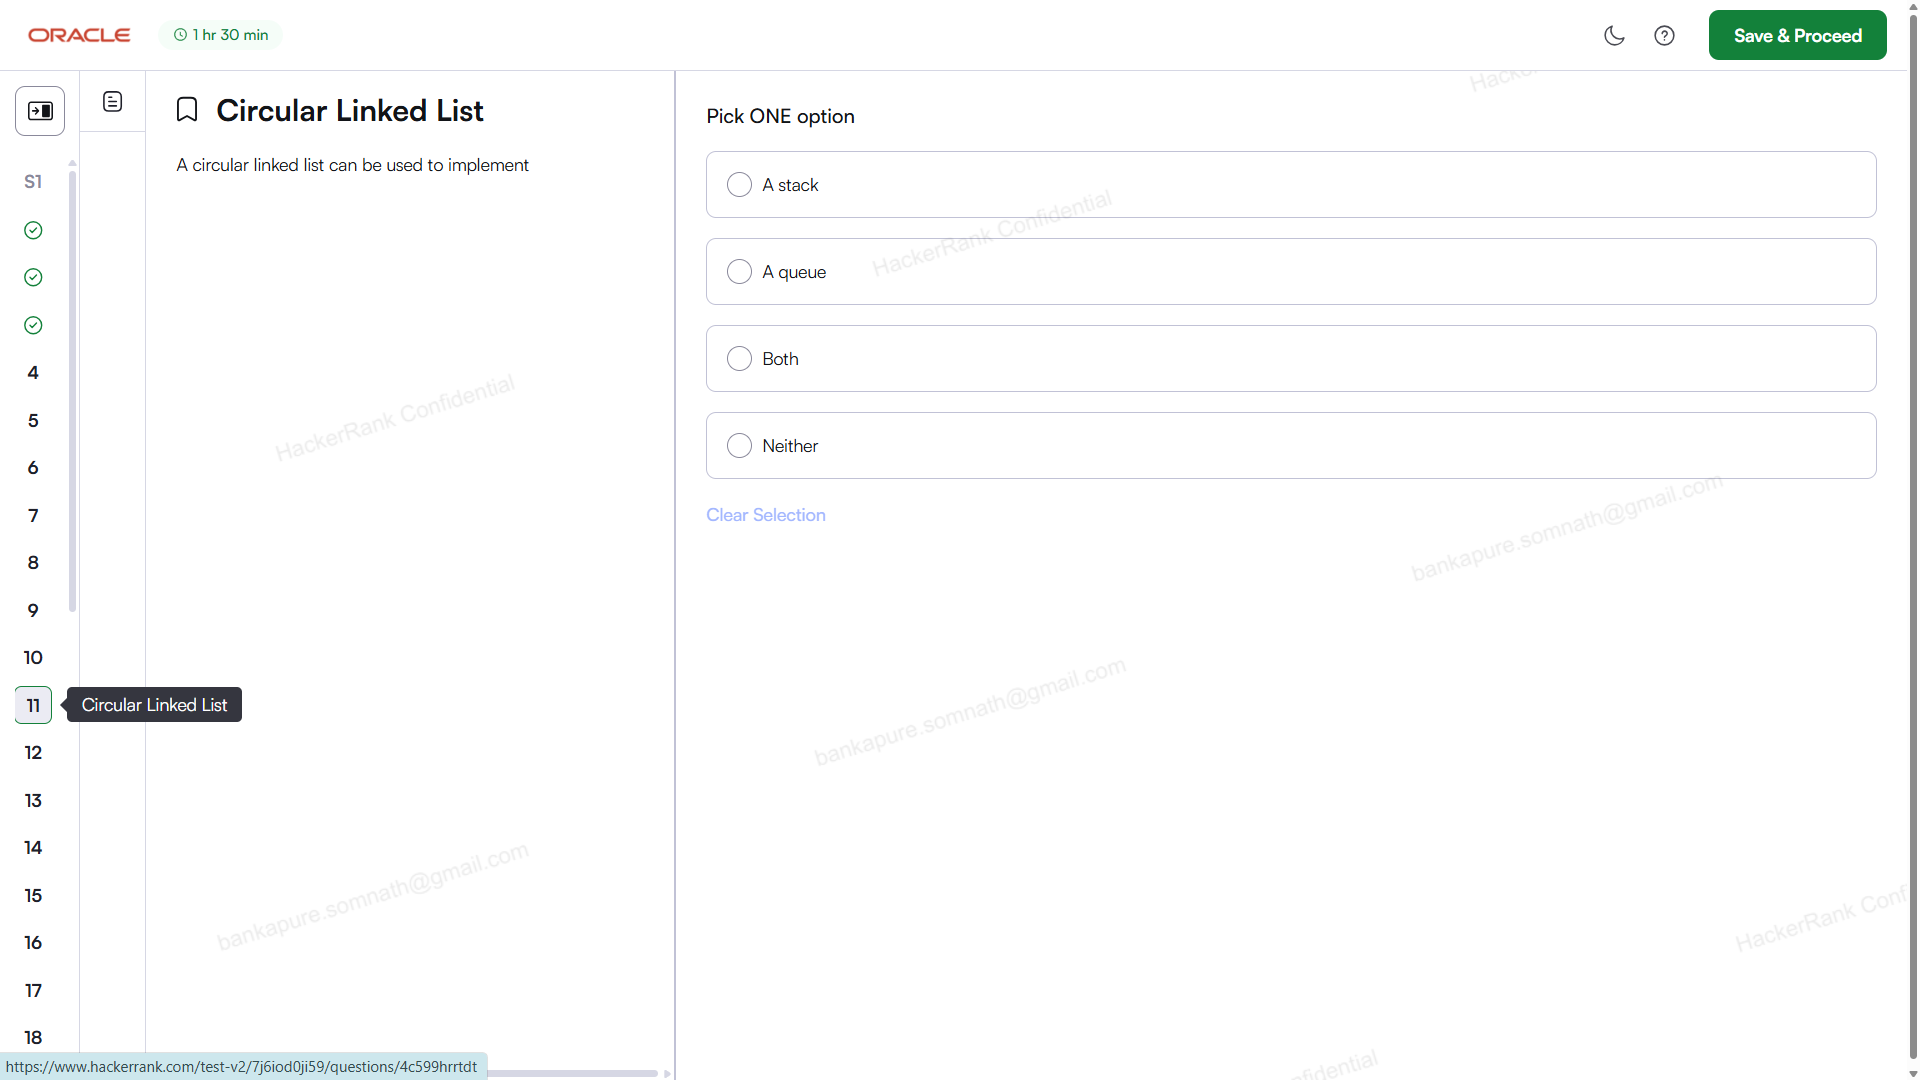 ORACLE
1 hr 30 min
Save & Proceed
S1
4
5
6
7
8
9
10
11
12
13
14
15
16
17
18
Circular Linked List
Circular Linked List
A circular linked list can be used to implement
Pick ONE option
A stack
A queue
Both
Neither
Clear Selection
HackerRank Confidential
HackerRank Confidential
bankapure.somnath@gmail.com
bankapure.somnath@gmail.com
bankapure.somnath@gmail.com
HackerRank Conf
https://www.hackerrank.com/test-v2/7j6iod0ji59/questions/4c599hrrtdt